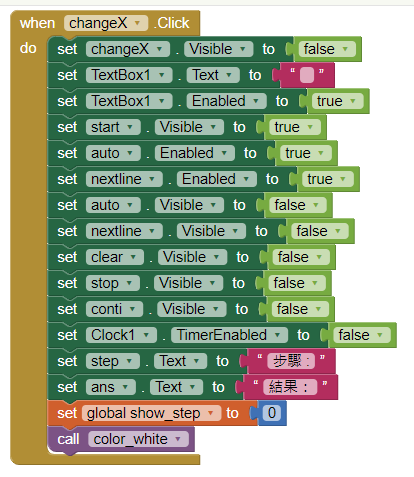 when changeX .Click
do set changeX . Visible to false
set TextBox1 . Text to “ ”
set TextBox1 . Enabled to true
set start . Visible to true
set auto . Enabled to true
set nextline . Enabled to true
set auto . Visible to false
set nextline . Visible to false
set clear . Visible to false
set stop . Visible to false
set conti . Visible to false
set Clock1 . TimerEnabled to false
set step . Text to “ 步驟： ”
set ans . Text to “ 結果： ”
set global show_step to 0
call color_white